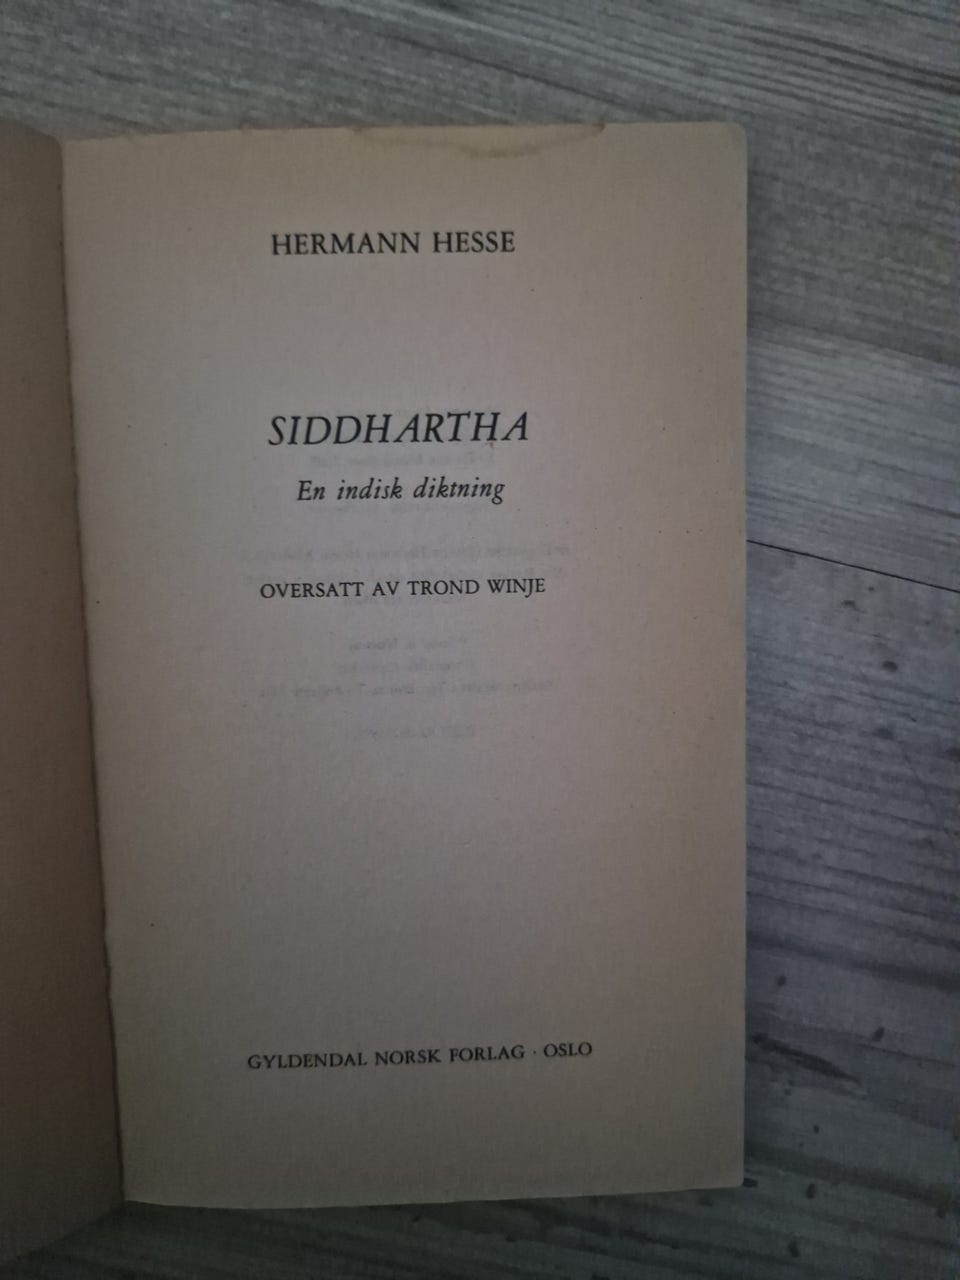 HERMANN HESSE
SIDDHARTHA
En indisk diktning
OVERSATT AV TROND WINJE
GYLDENDAL NORSK FORLAG · OSLO